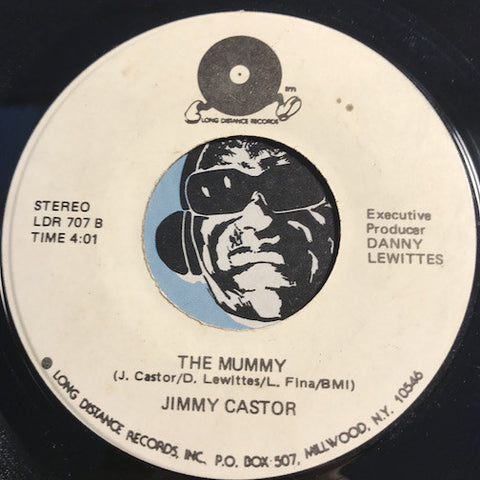 LONG DISTANCE RECORDS
STEREO
LDR 707 B
TIME 4:01
Executive
Producer
DANNY
LEWITTES
THE MUMMY
(J. Castor/D. Lewittes/L. Fina/BMI)
JIMMY CASTOR
LONG DISTANCE RECORDS, INC. P.O. BOX 507, MILLWOOD, N.Y. 10546